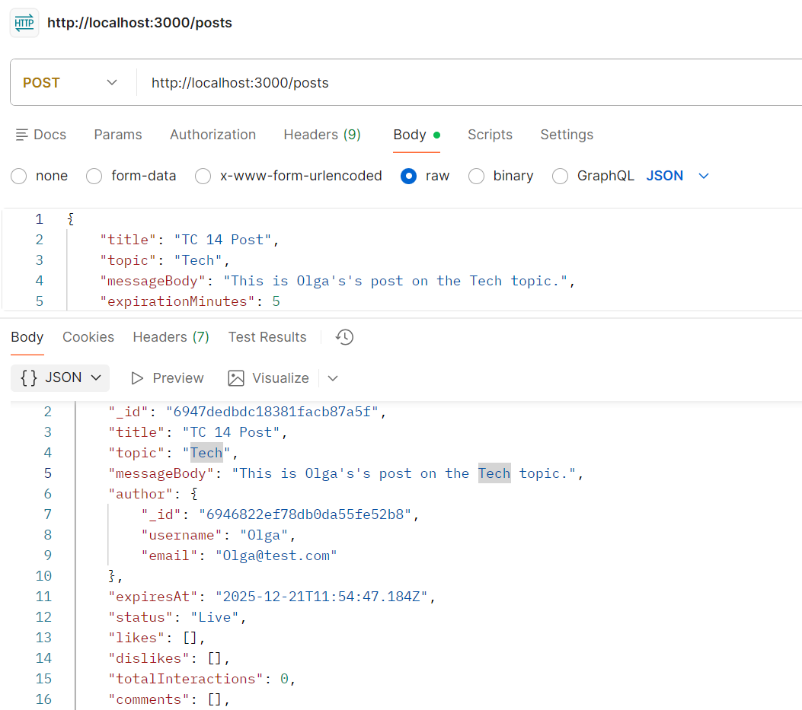 HTTP http://localhost:3000/posts
POST http://localhost:3000/posts
Docs Params Authorization Headers (9) Body Scripts Settings
none form-data x-www-form-urlencoded raw binary GraphQL JSON
1 {
2 "title": "TC 14 Post",
3 "topic": "Tech",
4 "messageBody": "This is Olga's's post on the Tech topic.",
5 "expirationMinutes": 5
Body Cookies Headers (7) Test Results
{} JSON Preview Visualize
2 "_id": "6947dedbdc18381facb87a5f",
3 "title": "TC 14 Post",
4 "topic": "Tech",
5 "messageBody": "This is Olga's's post on the Tech topic.",
6 "author": {
7 "_id": "6946822ef78db0da55fe52b8",
8 "username": "Olga",
9 "email": "Olga@test.com"
10 },
11 "expiresAt": "2025-12-21T11:54:47.184Z",
12 "status": "Live",
13 "likes": [],
14 "dislikes": [],
15 "totalInteractions": 0,
16 "comments": [],